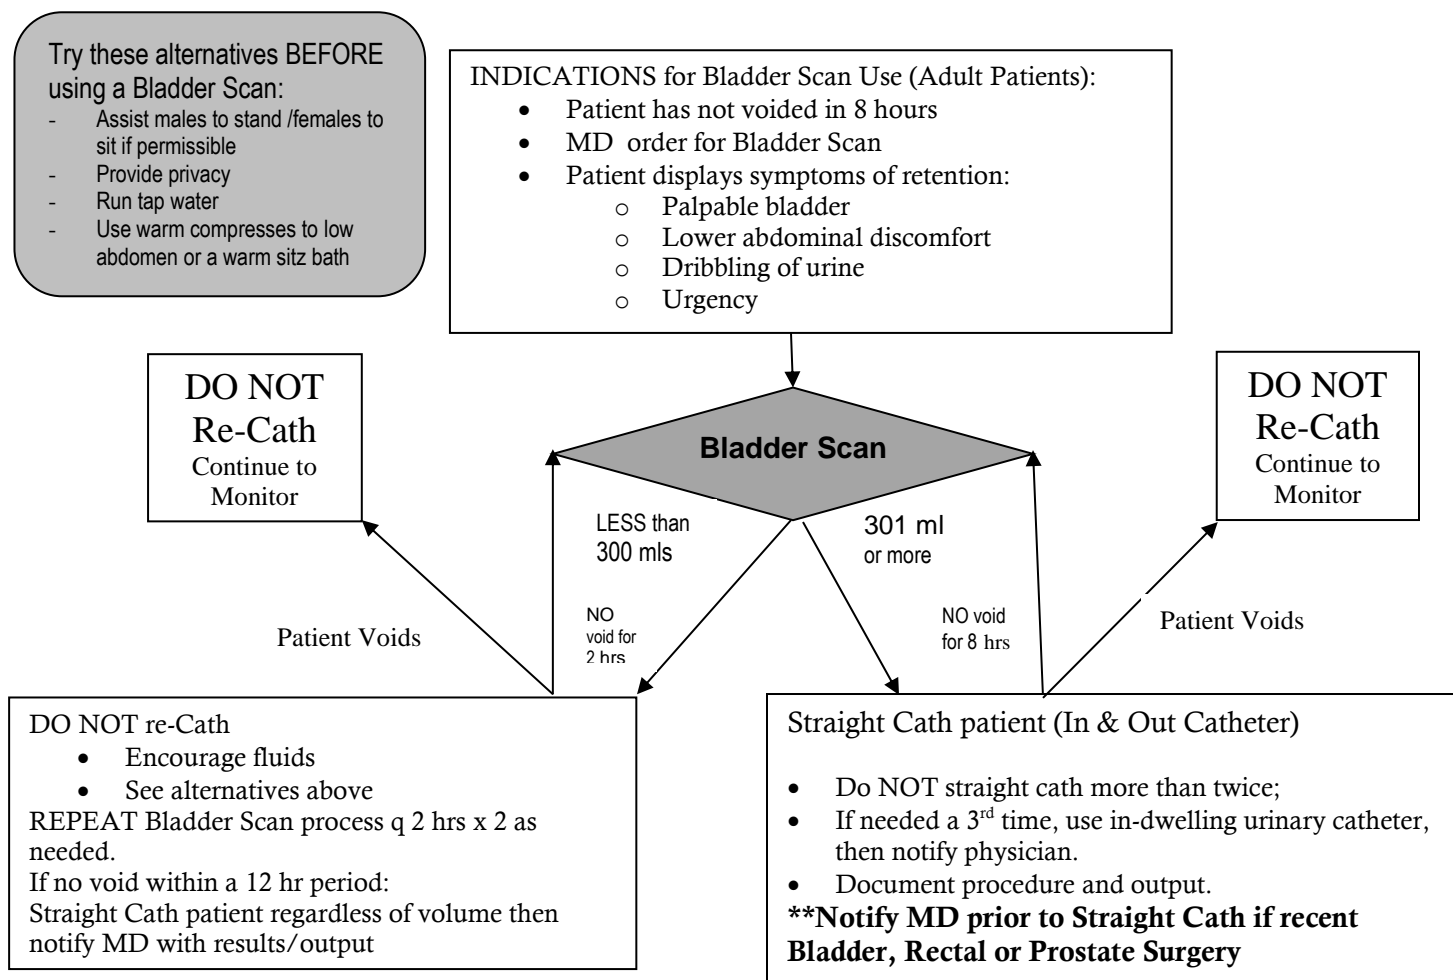 Try these alternatives BEFORE
using a Bladder Scan:
- Assist males to stand /females to
sit if permissible
- Provide privacy
- Run tap water
- Use warm compresses to low
abdomen or a warm sitz bath
INDICATIONS for Bladder Scan Use (Adult Patients):
• Patient has not voided in 8 hours
• MD order for Bladder Scan
• Patient displays symptoms of retention:
o Palpable bladder
o Lower abdominal discomfort
o Dribbling of urine
o Urgency
DO NOT
Re-Cath
Continue to
Monitor
DO NOT
Re-Cath
Continue to
Monitor
Bladder Scan
LESS than
300 mls
301 ml
or more
NO
void for
2 hrs
NO void
for 8 hrs
Patient Voids
Patient Voids
DO NOT re-Cath
• Encourage fluids
• See alternatives above
REPEAT Bladder Scan process q 2 hrs x 2 as
needed.
If no void within a 12 hr period:
Straight Cath patient regardless of volume then
notify MD with results/output
Straight Cath patient (In & Out Catheter)
• Do NOT straight cath more than twice;
• If needed a 3rd time, use in-dwelling urinary catheter,
then notify physician.
• Document procedure and output.
**Notify MD prior to Straight Cath if recent
Bladder, Rectal or Prostate Surgery